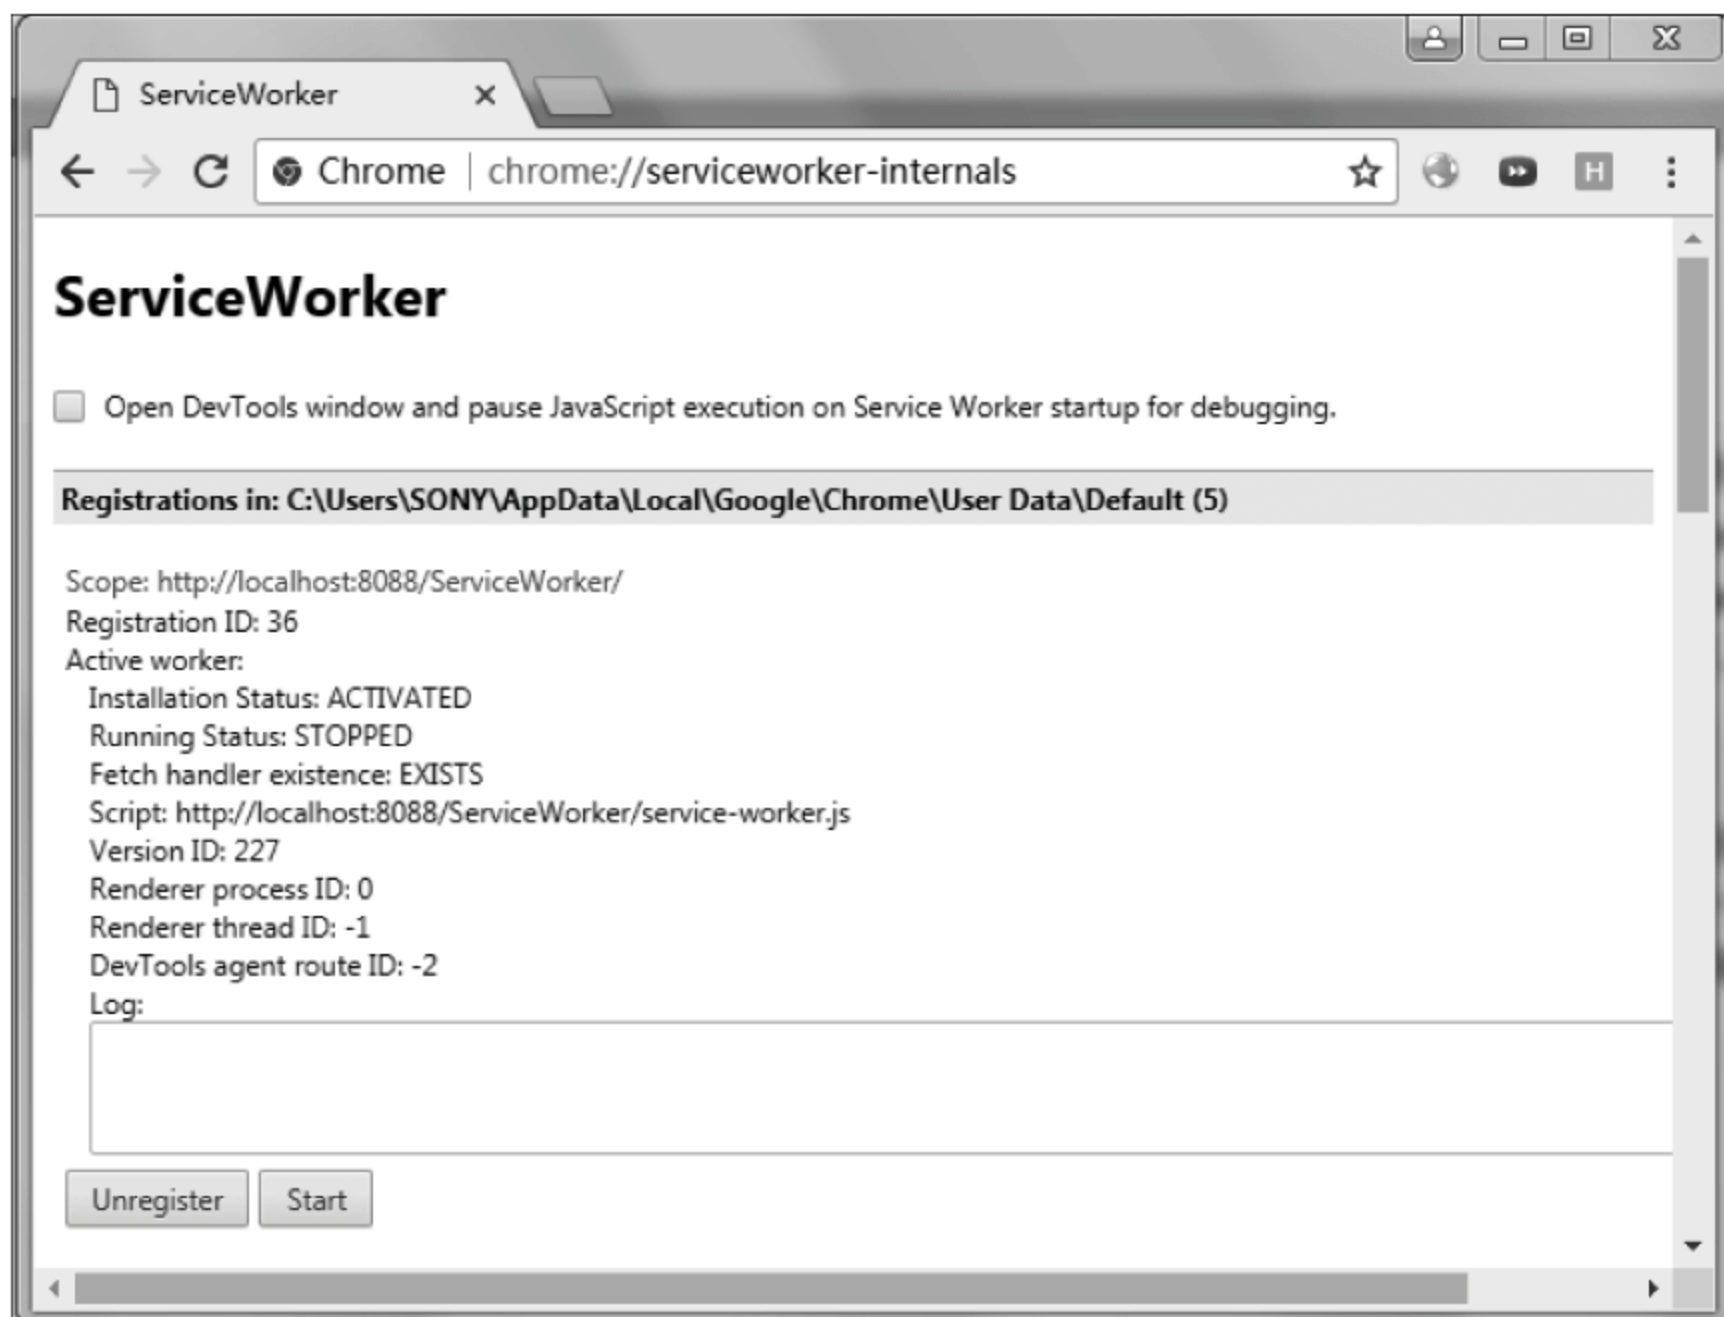 ServiceWorker
Chrome chrome://serviceworker-internals
H
ServiceWorker
Open DevTools window and pause JavaScript execution on Service Worker startup for debugging.
Registrations in: C:\Users\SONY\AppData\Local\Google\Chrome\User Data\Default (5)
Scope: http://localhost:8088/ServiceWorker/
Registration ID: 36
Active worker:
Installation Status: ACTIVATED
Running Status: STOPPED
Fetch handler existence: EXISTS
Script: http://localhost:8088/ServiceWorker/service-worker.js
Version ID: 227
Renderer process ID: 0
Renderer thread ID: -1
DevTools agent route ID: -2
Log:
Unregister Start